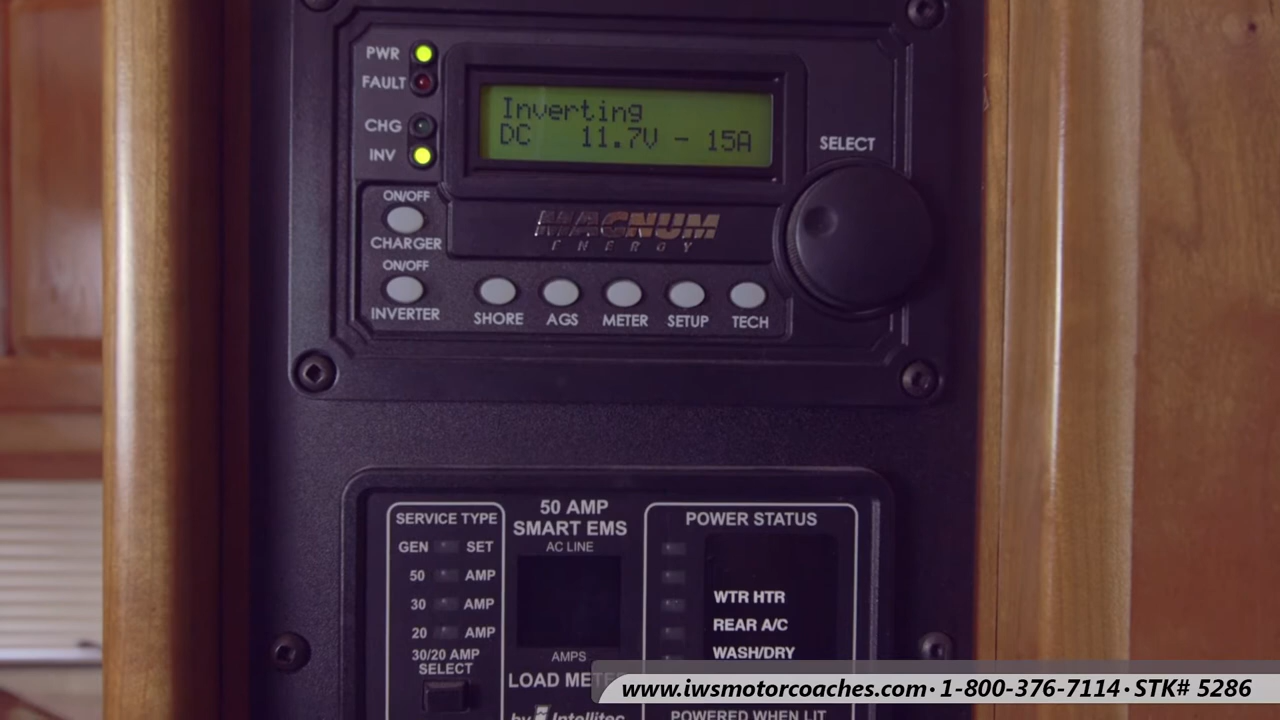 PWR
FAULT
CHG
INV
Inverting
DC 11.7V - 15A
SELECT
ON/OFF
CHARGER
ON/OFF
INVERTER
MAGNUM
ENERGY
SHORE AGS METER SETUP TECH
SERVICE TYPE
GEN SET
50 AMP
30 AMP
20 AMP
30/20 AMP
SELECT
50 AMP
SMART EMS
AC LINE
AMPS
LOAD METE
by Intellitec
POWER STATUS
WTR HTR
REAR A/C
WASH/DRY
POWERED WHEN LIT
www.iwsmotorcoaches.com · 1-800-376-7114 · STK# 5286